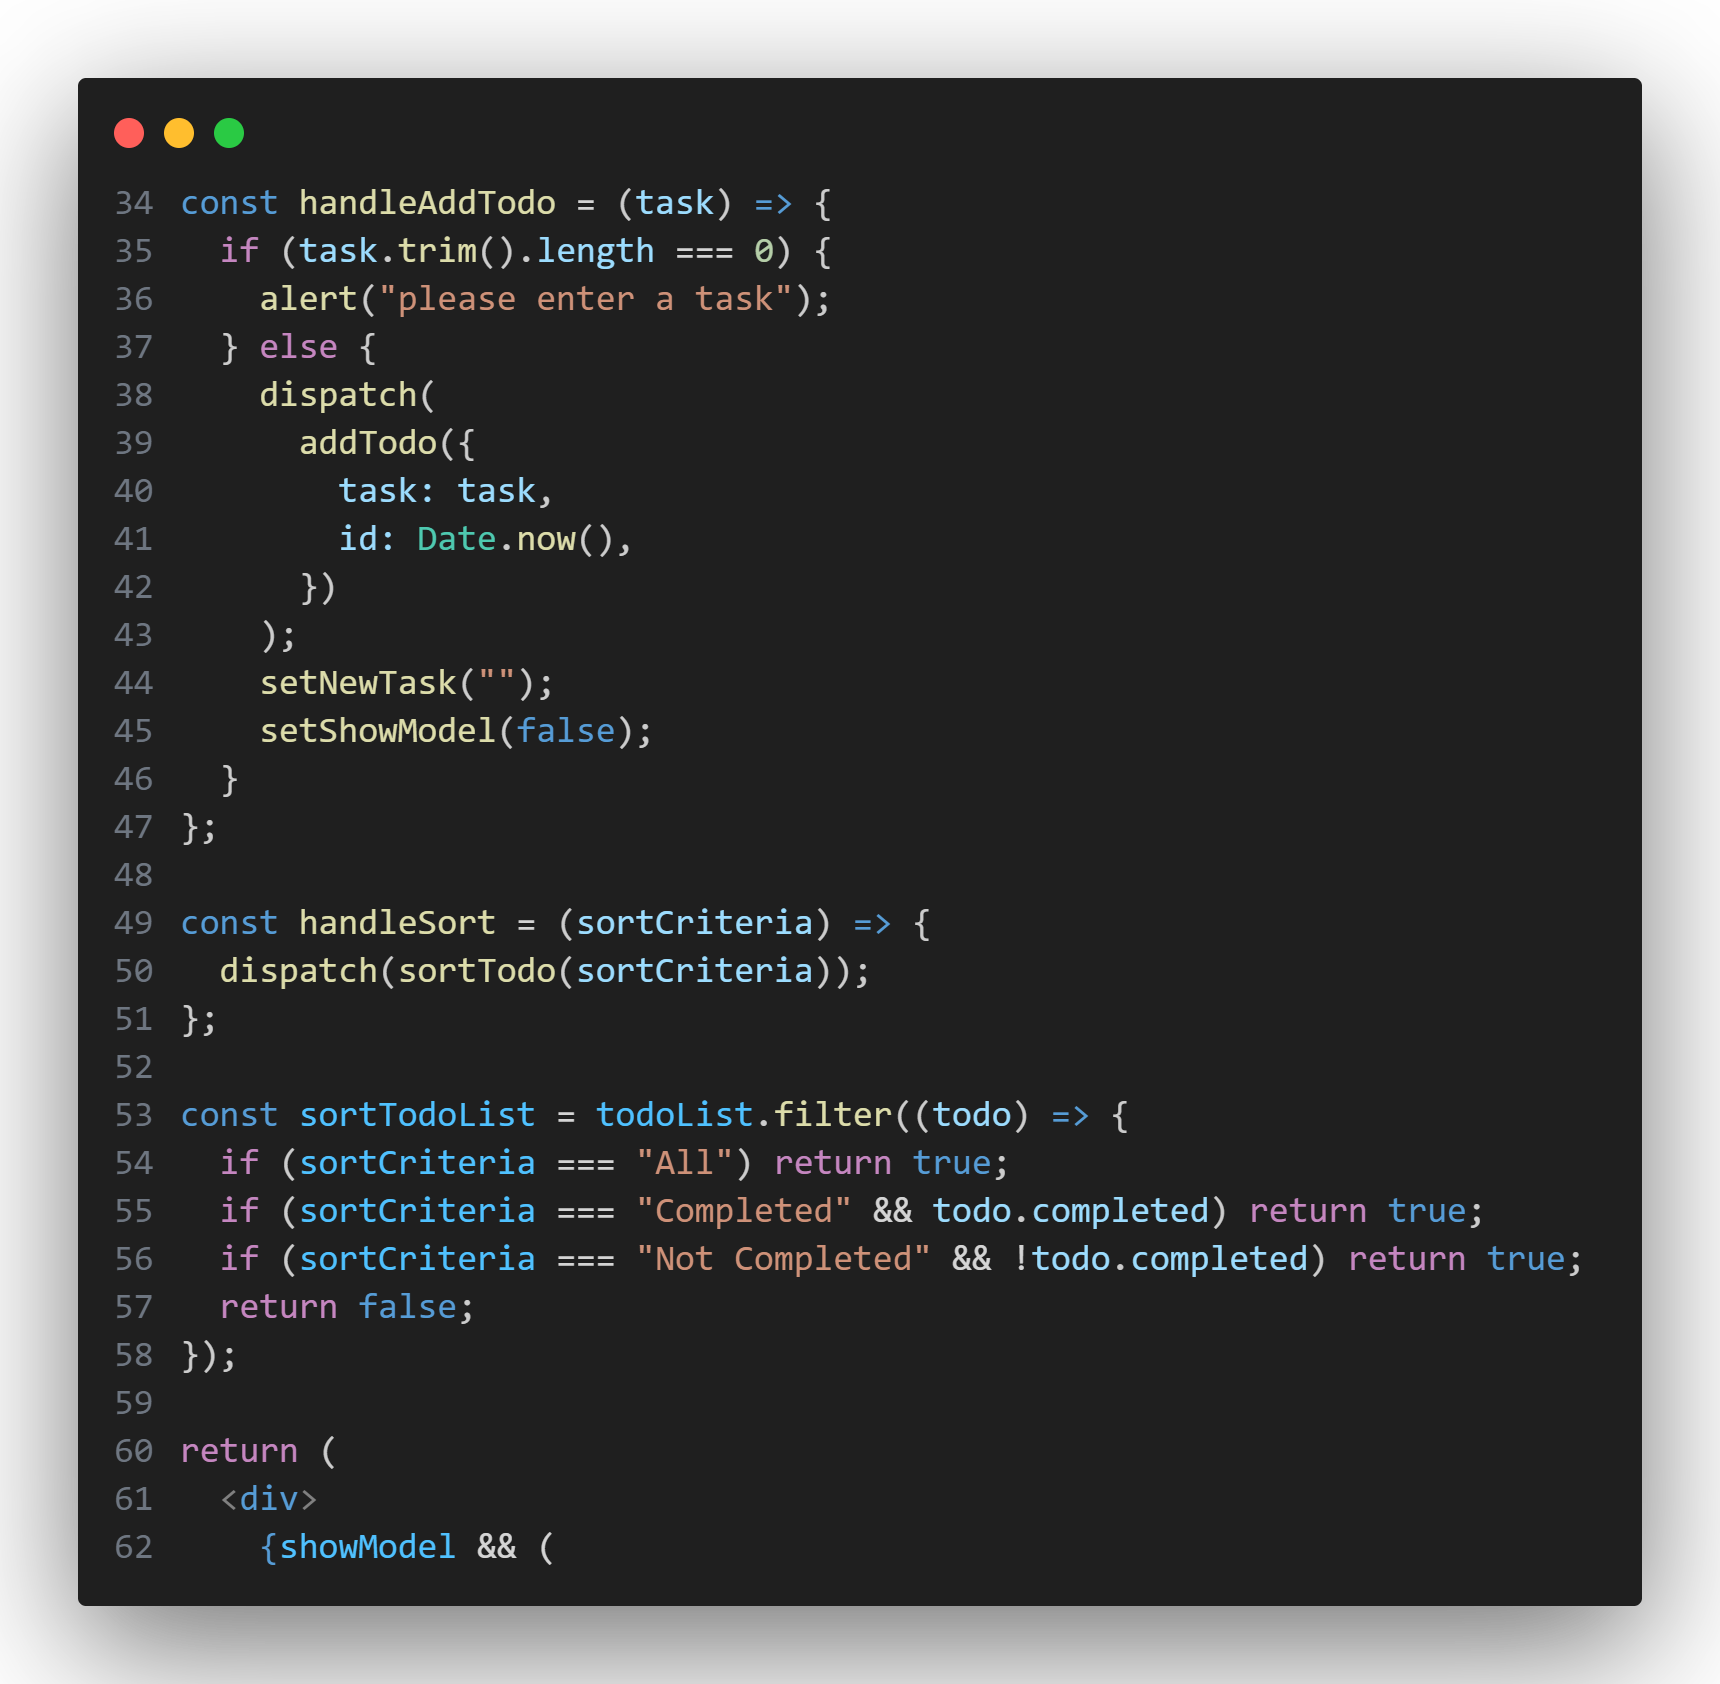 34 const handleAddTodo = (task) => {
35   if (task.trim().length === 0) {
36     alert("please enter a task");
37   } else {
38     dispatch(
39       addTodo({
40         task: task,
41         id: Date.now(),
42       })
43     );
44     setNewTask("");
45     setShowModel(false);
46   }
47 };
48
49 const handleSort = (sortCriteria) => {
50   dispatch(sortTodo(sortCriteria));
51 };
52
53 const sortTodoList = todoList.filter((todo) => {
54   if (sortCriteria === "All") return true;
55   if (sortCriteria === "Completed" && todo.completed) return true;
56   if (sortCriteria === "Not Completed" && !todo.completed) return true;
57   return false;
58 });
59
60 return (
61   <div>
62     {showModel && (